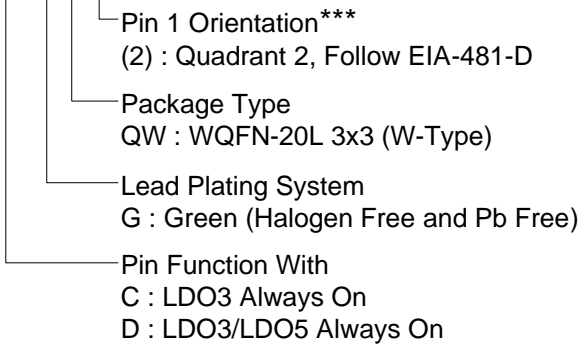 Pin 1 Orientation***
(2) : Quadrant 2, Follow EIA-481-D
Package Type
QW : WQFN-20L 3x3 (W-Type)
Lead Plating System
G : Green (Halogen Free and Pb Free)
Pin Function With
C : LDO3 Always On
D : LDO3/LDO5 Always On